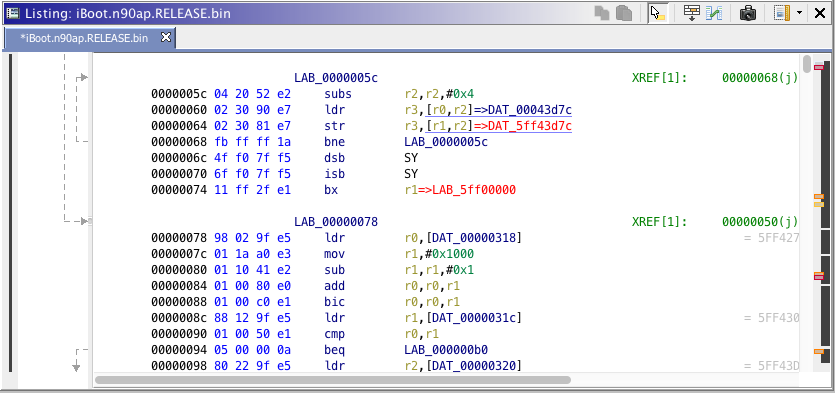 Listing: iBoot.n90ap.RELEASE.bin
*iBoot.n90ap.RELEASE.bin
LAB_0000005c XREF[1]: 00000068(j)
0000005c 04 20 52 e2 subs r2,r2,#0x4
00000060 02 30 90 e7 ldr r3,[r0,r2]=>DAT_00043d7c
00000064 02 30 81 e7 str r3,[r1,r2]=>DAT_5ff43d7c
00000068 fb ff ff 1a bne LAB_0000005c
0000006c 4f f0 7f f5 dsb SY
00000070 6f f0 7f f5 isb SY
00000074 11 ff 2f e1 bx r1=>LAB_5ff00000
LAB_00000078 XREF[1]: 00000050(j)
00000078 98 02 9f e5 ldr r0,[DAT_00000318] = 5FF427
0000007c 01 1a a0 e3 mov r1,#0x1000
00000080 01 10 41 e2 sub r1,r1,#0x1
00000084 01 00 80 e0 add r0,r0,r1
00000088 01 00 c0 e1 bic r0,r0,r1
0000008c 88 12 9f e5 ldr r1,[DAT_0000031c] = 5FF430
00000090 01 00 50 e1 cmp r0,r1
00000094 05 00 00 0a beq LAB_000000b0
00000098 80 22 9f e5 ldr r2,[DAT_00000320] = 5FF43D